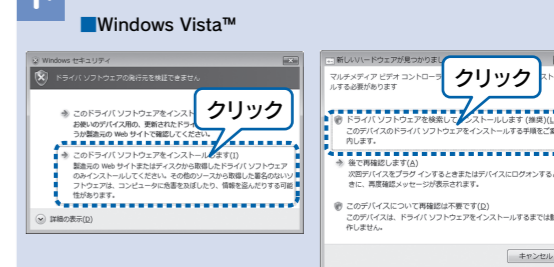 ■Windows Vista™
Windows セキュリティ
ドライバ ソフトウェアの発行元を検証できません
このドライバ ソフトウェアをインスト
お使いのデバイス用の、更新されたドライ
うか製造元の Web サイトで確認してください。
クリック
このドライバ ソフトウェアをインストールします(I)
製造元の Web サイトまたはディスクから取得したドライバ ソフトウェア
のみインストールしてください。その他のソースから取得した署名のないソ
フトウェアは、コンピュータに危害を及ぼしたり、情報を盗んだりする可能
性があります。
詳細の表示(D)
新しいハードウェアが見つかりまし
マルチメディア ビデオ コントローラ
ルする必要があります
クリック
ドライバ ソフトウェアを検索してインストールします (推奨)(L)
このデバイスのドライバ ソフトウェアをインストールする手順をご案
内します。
後で再確認します(A)
次回デバイスをプラグ インするときまたはデバイスにログオンすると
きに、再度確認メッセージが表示されます。
このデバイスについて再確認は不要です(D)
このデバイスは、ドライバ ソフトウェアをインストールするまでは動
作しません。
キャンセル